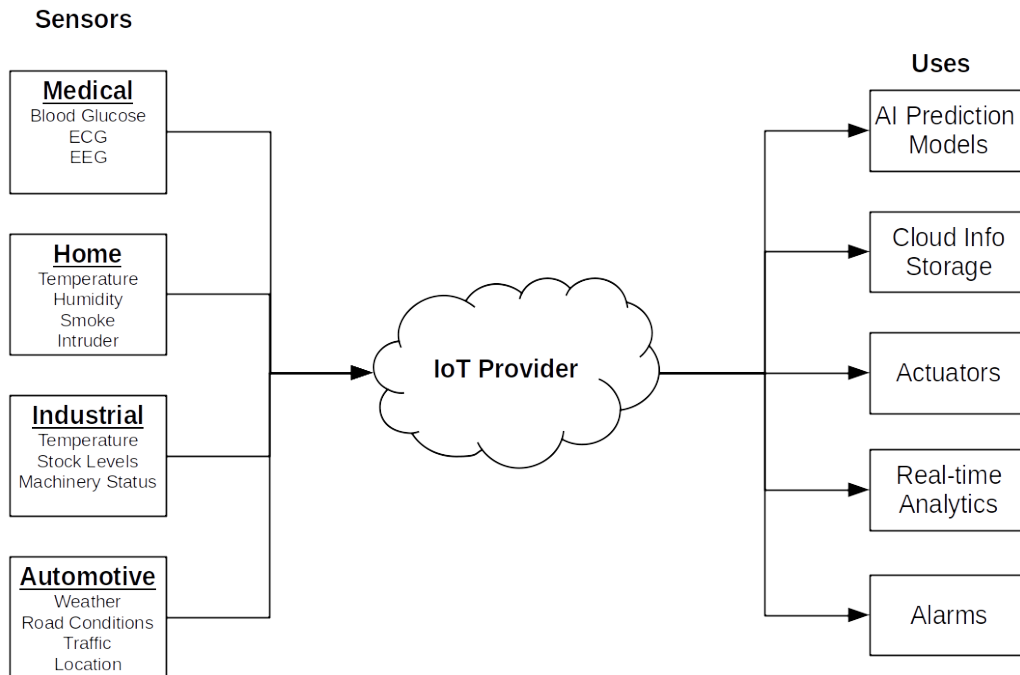 Sensors
Medical
Blood Glucose
ECG
EEG
Home
Temperature
Humidity
Smoke
Intruder
Industrial
Temperature
Stock Levels
Machinery Status
Automotive
Weather
Road Conditions
Traffic
Location
IoT Provider
Uses
AI Prediction
Models
Cloud Info
Storage
Actuators
Real-time
Analytics
Alarms